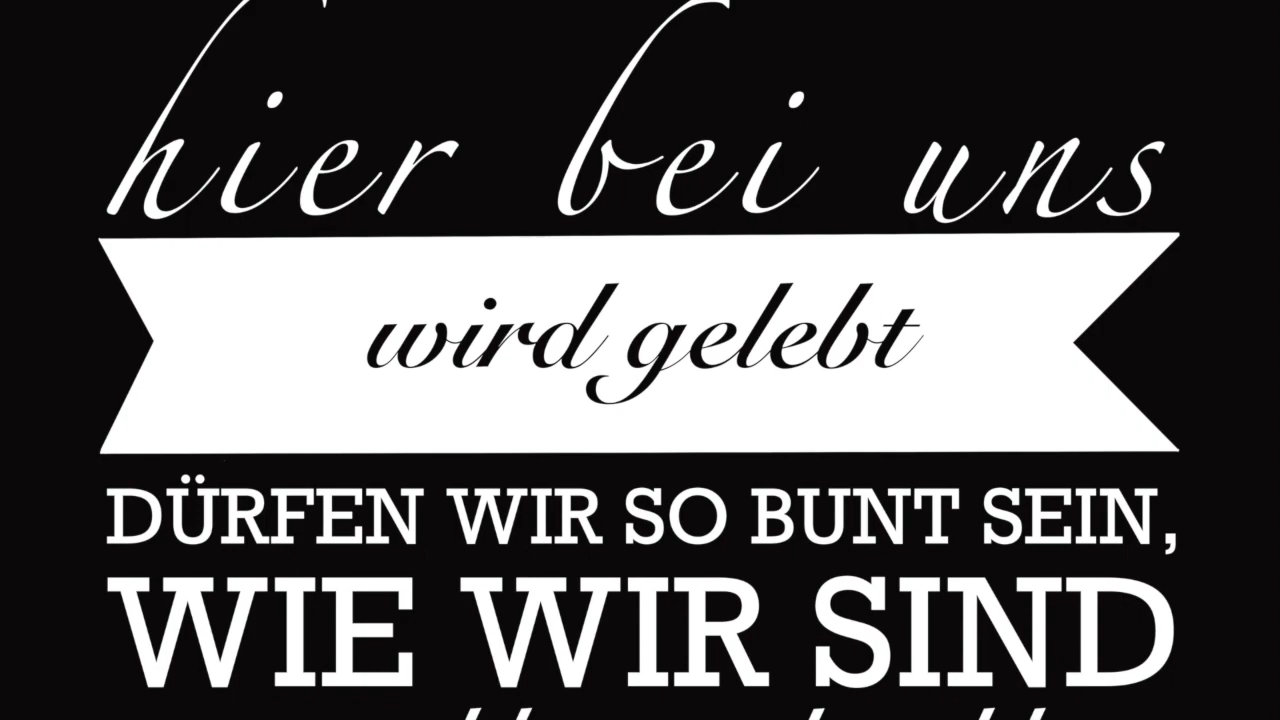 hier bei uns
wird gelebt
DÜRFEN WIR SO BUNT SEIN,
WIE WIR SIND